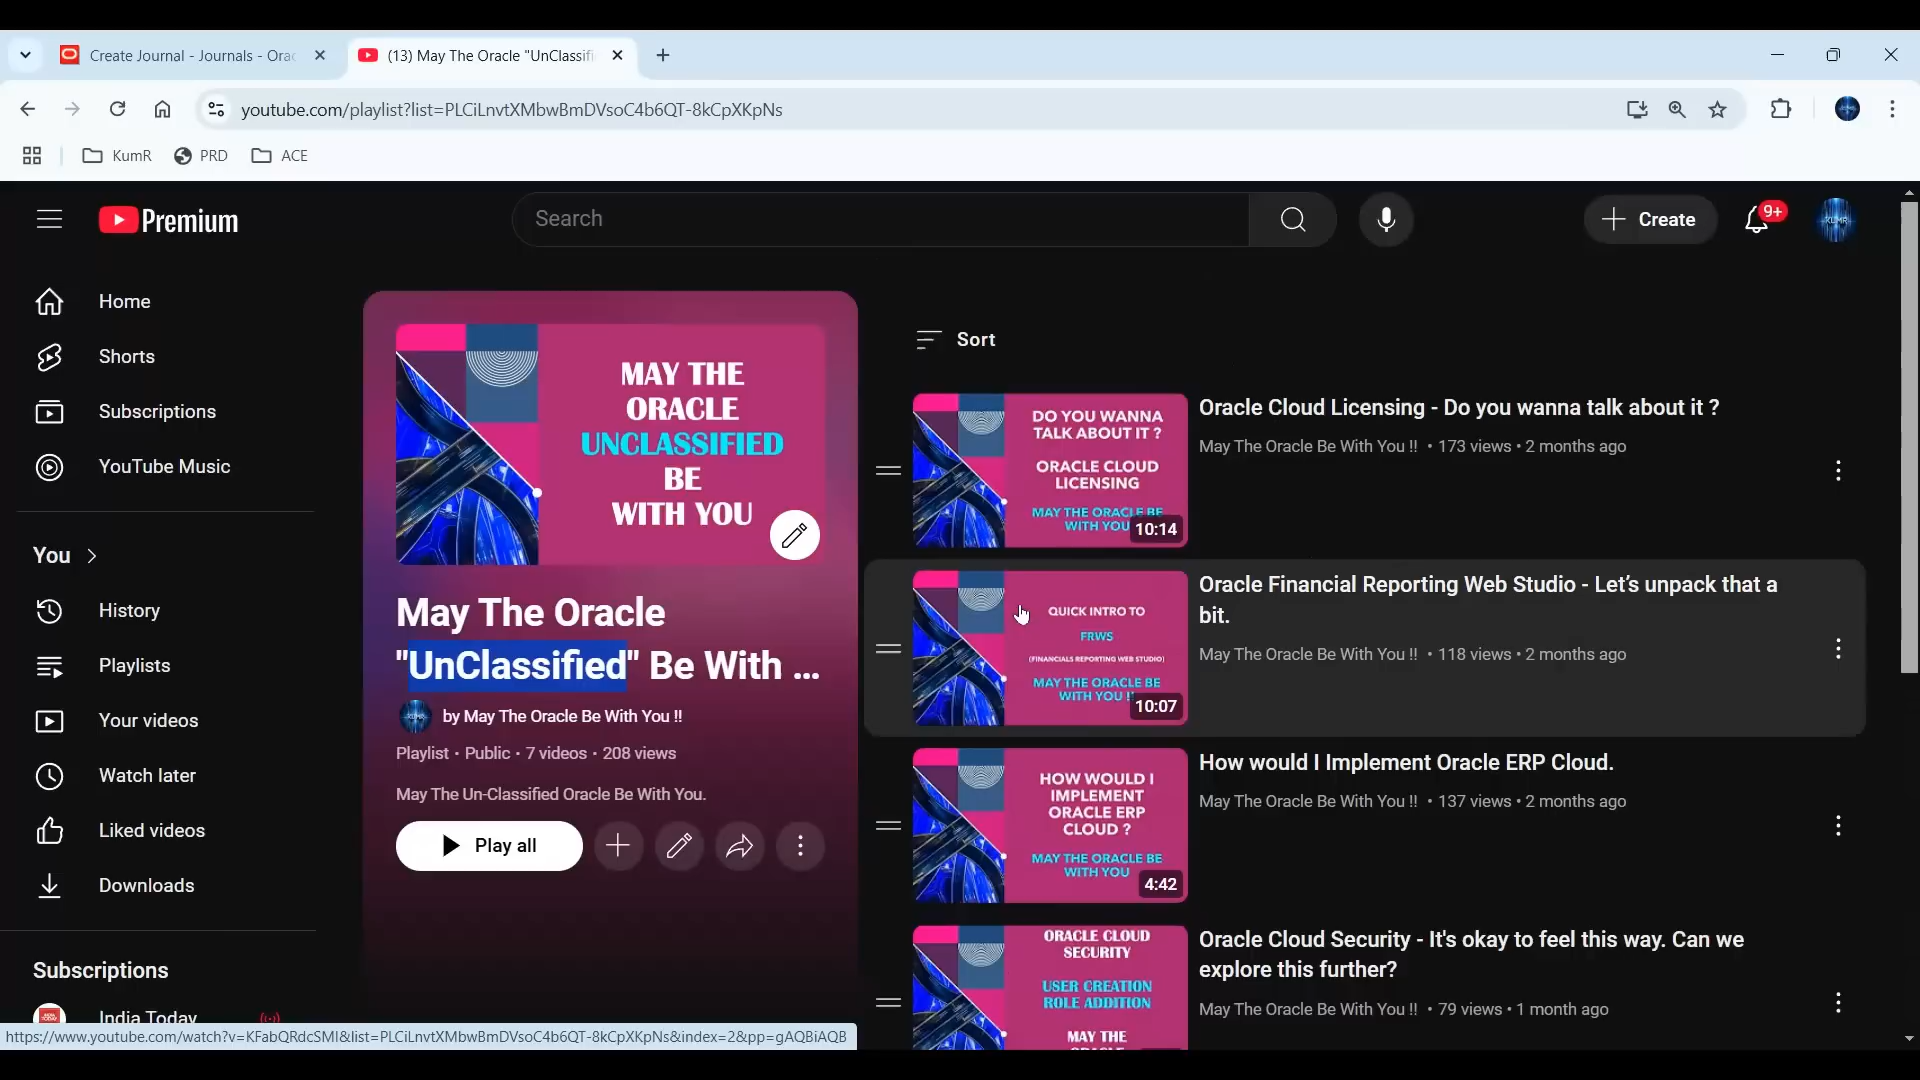 Create Journal - Journals - Orac
(13) May The Oracle "UnClassifi
youtube.com/playlist?list=PLCiLnvtXMbwBmDVsoC4b6QT-8kCpXKpNs
KumR
PRD
ACE
Premium
Search
Create
9+
KUMR
Home
Shorts
Subscriptions
YouTube Music
You
History
Playlists
Your videos
Watch later
Liked videos
Downloads
Subscriptions
India Today
MAY THE
ORACLE
UNCLASSIFIED
BE
WITH YOU
May The Oracle
"UnClassified" Be With ...
by May The Oracle Be With You !!
Playlist • Public • 7 videos • 208 views
May The Un-Classified Oracle Be With You.
Play all
Sort
DO YOU WANNA
TALK ABOUT IT ?
ORACLE CLOUD
LICENSING
MAY THE ORACLE BE
WITH YOU
10:14
Oracle Cloud Licensing - Do you wanna talk about it ?
May The Oracle Be With You !! • 173 views • 2 months ago
QUICK INTRO TO
FRWS
(FINANCIALS REPORTING WEB STUDIO)
MAY THE ORACLE BE
WITH YOU !
10:07
Oracle Financial Reporting Web Studio - Let's unpack that a
bit.
May The Oracle Be With You !! • 118 views • 2 months ago
HOW WOULD I
IMPLEMENT
ORACLE ERP
CLOUD ?
MAY THE ORACLE BE
WITH YOU
4:42
How would I Implement Oracle ERP Cloud.
May The Oracle Be With You !! • 137 views • 2 months ago
ORACLE CLOUD
SECURITY
USER CREATION
ROLE ADDITION
MAY THE
Oracle Cloud Security - It's okay to feel this way. Can we
explore this further?
May The Oracle Be With You !! • 79 views • 1 month ago
https://www.youtube.com/watch?v=KFabQRdcSMI&list=PLCiLnvtXMbwBmDVsoC4b6QT-8kCpXKpNs&index=2&pp=gAQBiAQB